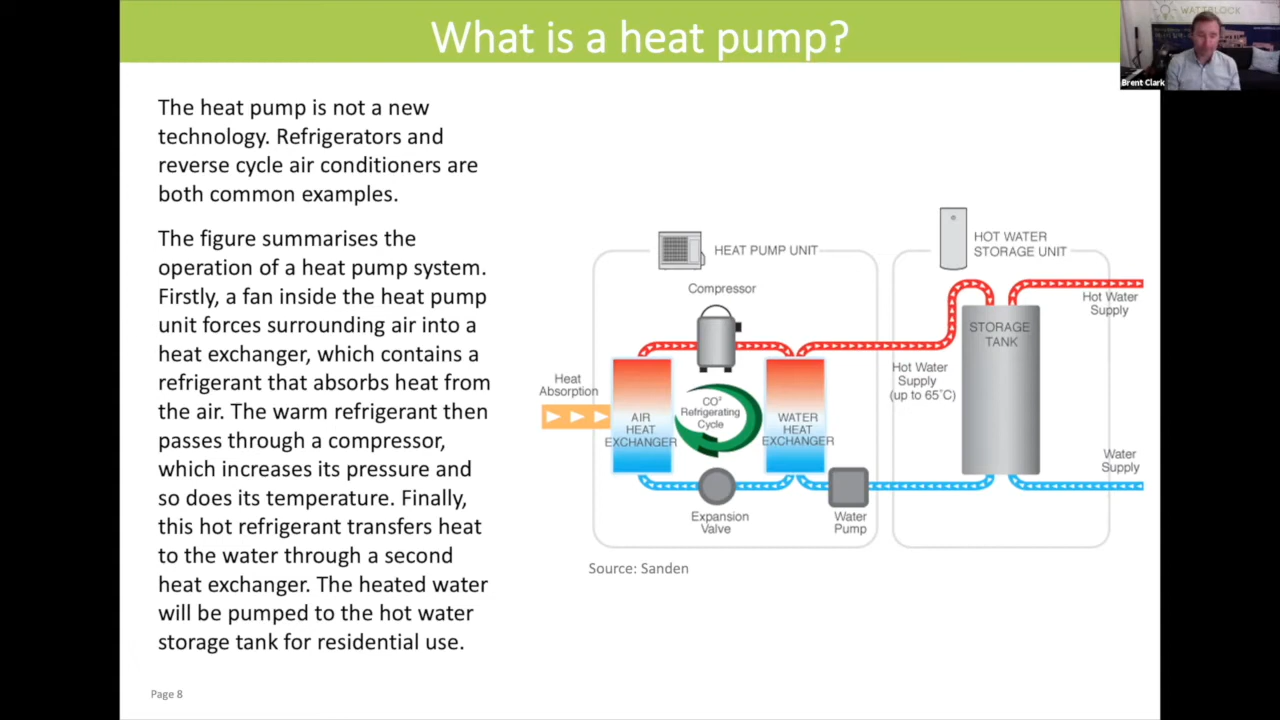 What is a heat pump?
WATTBLOCK
Brent Clark
The heat pump is not a new
technology. Refrigerators and
reverse cycle air conditioners are
both common examples.
The figure summarises the
operation of a heat pump system.
Firstly, a fan inside the heat pump
unit forces surrounding air into a
heat exchanger, which contains a
refrigerant that absorbs heat from
the air. The warm refrigerant then
passes through a compressor,
which increases its pressure and
so does its temperature. Finally,
this hot refrigerant transfers heat
to the water through a second
heat exchanger. The heated water
will be pumped to the hot water
storage tank for residential use.
HEAT PUMP UNIT
HOT WATER
STORAGE UNIT
Compressor
Hot Water
Supply
STORAGE
TANK
Hot Water
Supply
(up to 65°C)
Heat
Absorption
AIR
HEAT
EXCHANGER
CO²
Refrigerating
Cycle
WATER
HEAT
EXCHANGER
Water
Supply
Expansion
Valve
Water
Pump
Source: Sanden
Page 8